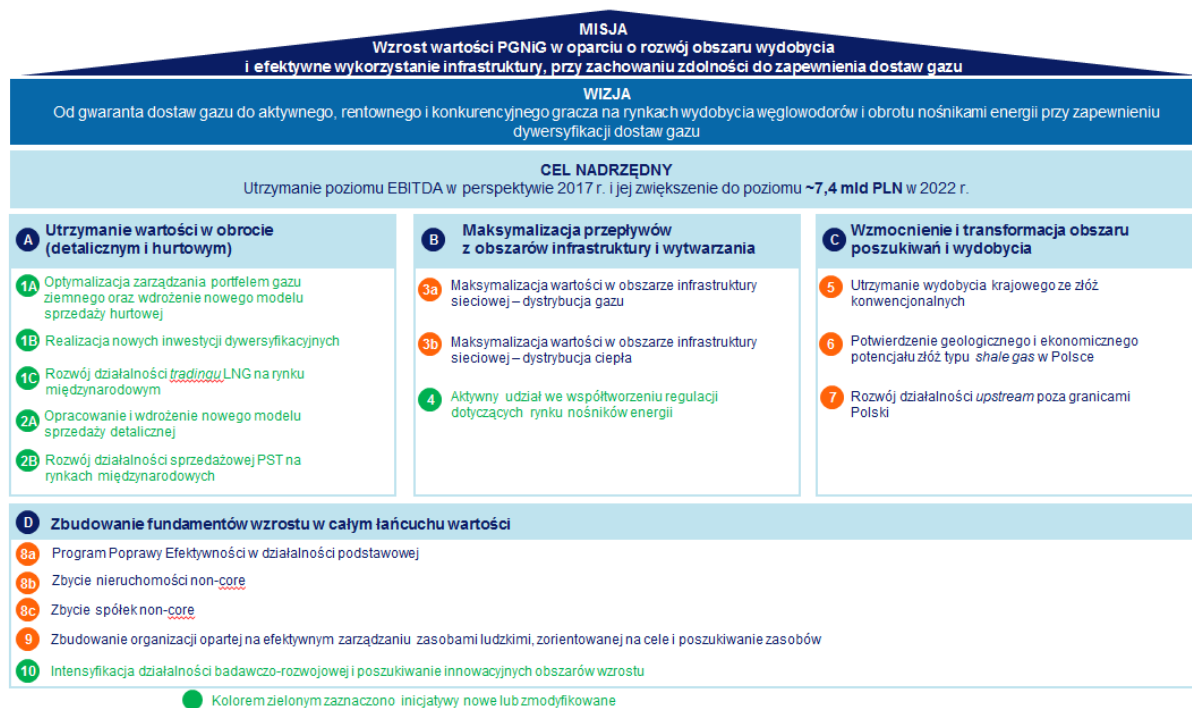 MISJA
Wzrost wartości PGNiG w oparciu o rozwój obszaru wydobycia
i efektywne wykorzystanie infrastruktury, przy zachowaniu zdolności do zapewnienia dostaw gazu
WIZJA
Od gwaranta dostaw gazu do aktywnego, rentownego i konkurencyjnego gracza na rynkach wydobycia węglowodorów i obrotu nośnikami energii przy zapewnieniu
dywersyfikacji dostaw gazu
CEL NADRZĘDNY
Utrzymanie poziomu EBITDA w perspektywie 2017 r. i jej zwiększenie do poziomu ~7,4 mld PLN w 2022 r.
A Utrzymanie wartości w obrocie
(detalicznym i hurtowym)
1A Optymalizacja zarządzania portfelem gazu
ziemnego oraz wdrożenie nowego modelu
sprzedaży hurtowej
1B Realizacja nowych inwestycji dywersyfikacyjnych
1C Rozwój działalności tradingu LNG na rynku
międzynarodowym
2A Opracowanie i wdrożenie nowego modelu
sprzedaży detalicznej
2B Rozwój działalności sprzedażowej PST na
rynkach międzynarodowych
B Maksymalizacja przepływów
z obszarów infrastruktury i wytwarzania
3a Maksymalizacja wartości w obszarze infrastruktury
sieciowej – dystrybucja gazu
3b Maksymalizacja wartości w obszarze infrastruktury
sieciowej – dystrybucja ciepła
4 Aktywny udział we współtworzeniu regulacji
dotyczących rynku nośników energii
C Wzmocnienie i transformacja obszaru
poszukiwań i wydobycia
5 Utrzymanie wydobycia krajowego ze złóż
konwencjonalnych
6 Potwierdzenie geologicznego i ekonomicznego
potencjału złóż typu shale gas w Polsce
7 Rozwój działalności upstream poza granicami
Polski
D Zbudowanie fundamentów wzrostu w całym łańcuchu wartości
8a Program Poprawy Efektywności w działalności podstawowej
8b Zbycie nieruchomości non-core
8c Zbycie spółek non-core
9 Zbudowanie organizacji opartej na efektywnym zarządzaniu zasobami ludzkimi, zorientowanej na cele i poszukiwanie zasobów
10 Intensyfikacja działalności badawczo-rozwojowej i poszukiwanie innowacyjnych obszarów wzrostu
Kolorem zielonym zaznaczono inicjatywy nowe lub zmodyfikowane